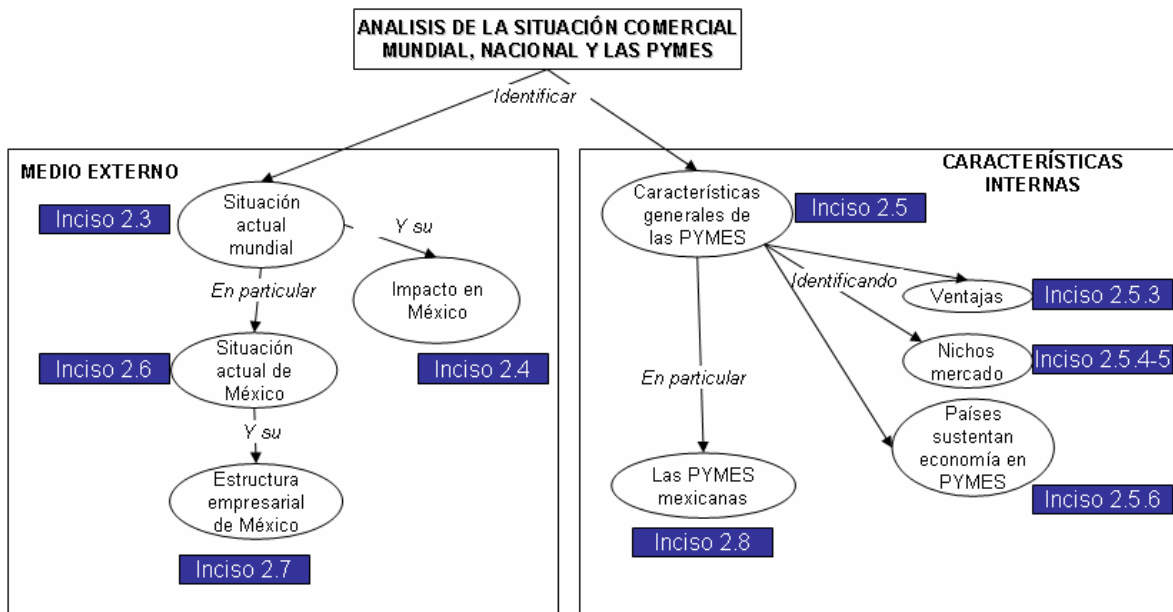 ANALISIS DE LA SITUACIÓN COMERCIAL
MUNDIAL, NACIONAL Y LAS PYMES
Identificar
MEDIO EXTERNO
Situación
actual
mundial
Inciso 2.3
Y su
Impacto en
México
Inciso 2.4
En particular
Situación
actual de
México
Inciso 2.6
Y su
Estructura
empresarial
de México
Inciso 2.7
CARACTERÍSTICAS
INTERNAS
Características
generales de
las PYMES
Inciso 2.5
Identificando
Ventajas
Inciso 2.5.3
Nichos
mercado
Inciso 2.5.4-5
Países
sustentan
economía en
PYMES
Inciso 2.5.6
En particular
Las PYMES
mexicanas
Inciso 2.8